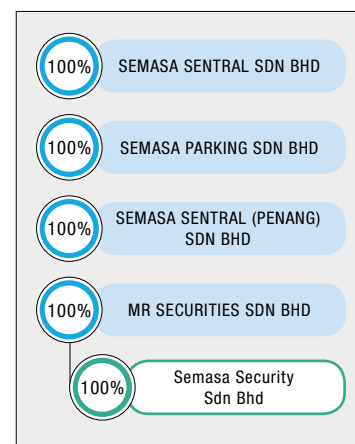 100% SEMASA SENTRAL SDN BHD
100% SEMASA PARKING SDN BHD
100% SEMASA SENTRAL (PENANG)
SDN BHD
100% MR SECURITIES SDN BHD
100% Semasa Security
Sdn Bhd